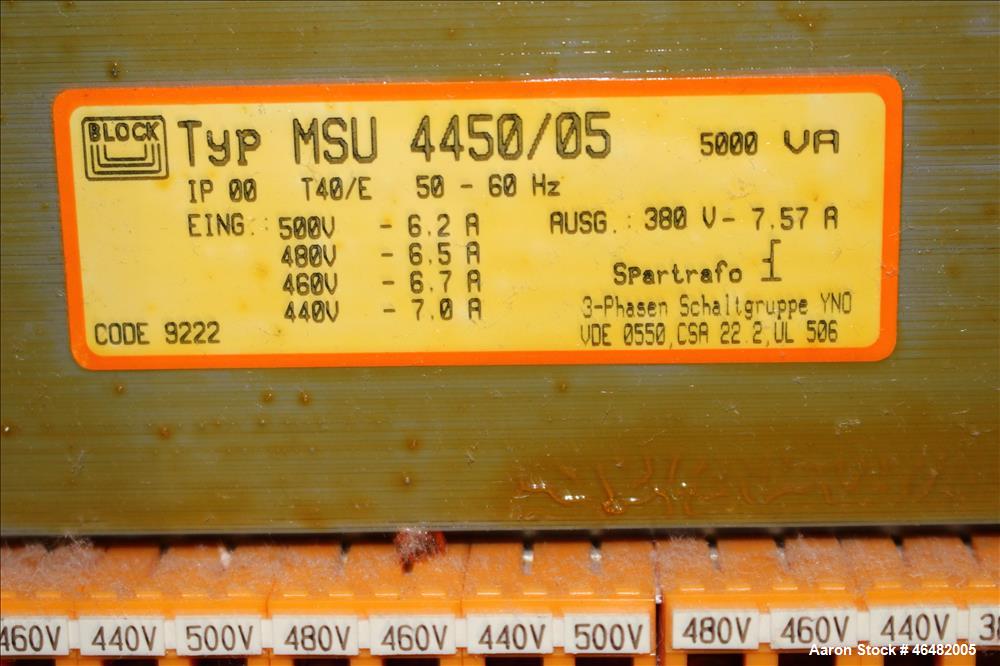 BLOCK
Typ MSU 4450/05 5000 VA
IP 00 T40/E 50 - 60 Hz
EING. : 500V - 6.2 A AUSG. : 380 V - 7.57 A
480V - 6.5 A
460V - 6.7 A Spartrafo
440V - 7.0 A 3-Phasen Schaltgruppe YN0
CODE 9222 VDE 0550,CSA 22.2,UL 506
460V 440V 500V 480V 460V 440V 500V 480V 460V 440V
Aaron Stock # 46482005